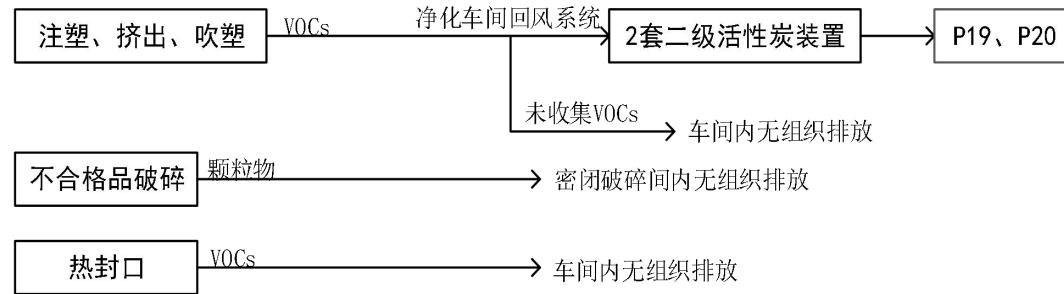 注塑、挤出、吹塑
VOCs
净化车间回风系统
2套二级活性炭装置
P19、P20
未收集VOCs
车间内无组织排放
不合格品破碎
颗粒物
密闭破碎间内无组织排放
热封口
VOCs
车间内无组织排放